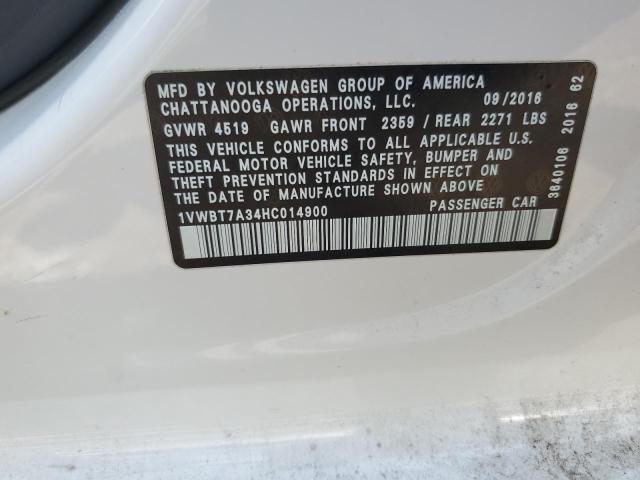 MFD BY VOLKSWAGEN GROUP OF AMERICA
CHATTANOOGA OPERATIONS, LLC. 09/2016
GVWR 4519 GAWR FRONT 2359 / REAR 2271 LBS
THIS VEHICLE CONFORMS TO ALL APPLICABLE U.S.
FEDERAL MOTOR VEHICLE SAFETY, BUMPER AND
THEFT PREVENTION STANDARDS IN EFFECT ON
THE DATE OF MANUFACTURE SHOWN ABOVE
1VWBT7A34HC014900 PASSENGER CAR
3640106 2016 62